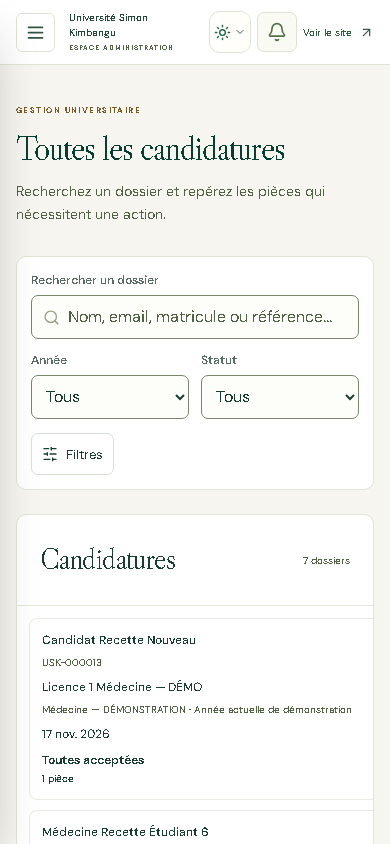 Université Simon
Kimbangu
ESPACE ADMINISTRATION
Voir le site
GESTION UNIVERSITAIRE
Toutes les candidatures
Recherchez un dossier et repérez les pièces qui
nécessitent une action.
Rechercher un dossier
Nom, email, matricule ou référence...
Année
Statut
Tous
Tous
Filtres
Candidatures
7 dossiers
Candidat Recette Nouveau
USK-000013
Licence 1 Médecine — DÉMO
Médecine — DÉMONSTRATION · Année actuelle de démonstration
17 nov. 2026
Toutes acceptées
1 pièce
Médecine Recette Étudiant 6